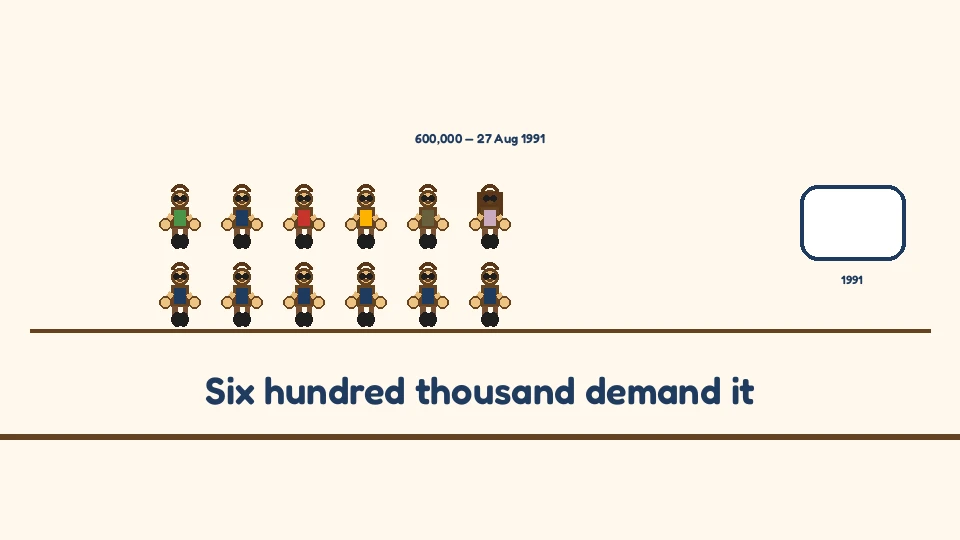 600,000 – 27 Aug 1991
1991
Six hundred thousand demand it